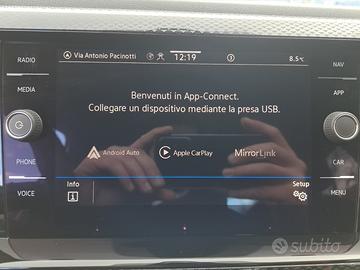 RADIO
MEDIA
PHONE
VOICE
Via Antonio Pacinotti
12:19
8.5°C
Benvenuti in App-Connect.
Collegare un dispositivo mediante la presa USB.
Android Auto
Apple CarPlay
MirrorLink
Info
Setup
NAV
APP
CAR
MENU
subito